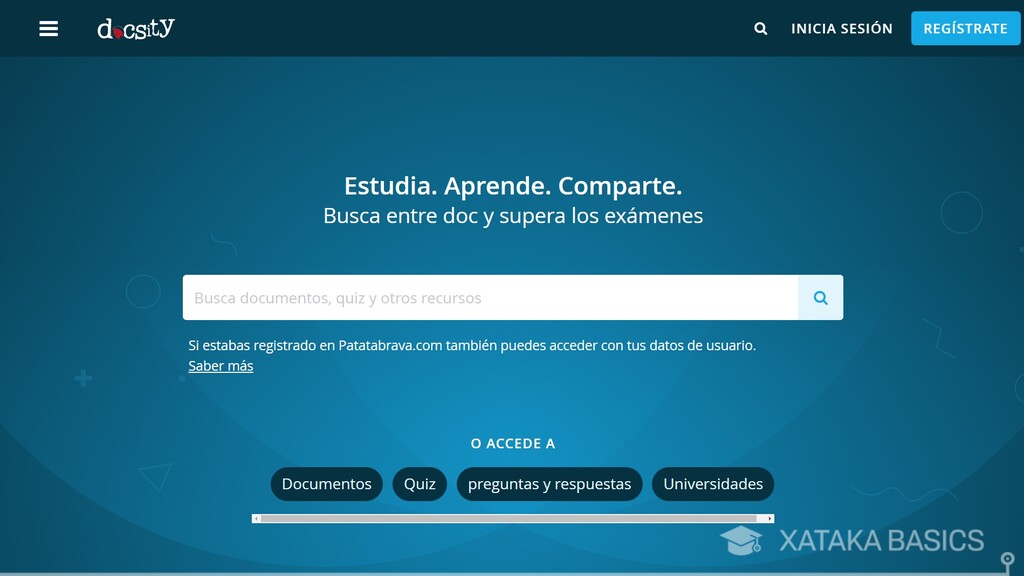 docsity
INICIA SESIÓN
REGÍSTRATE
Estudia. Aprende. Comparte.
Busca entre doc y supera los exámenes
Busca documentos, quiz y otros recursos
Si estabas registrado en Patatabrava.com también puedes acceder con tus datos de usuario.
Saber más
O ACCEDE A
Documentos Quiz preguntas y respuestas Universidades
XATAKA BASICS